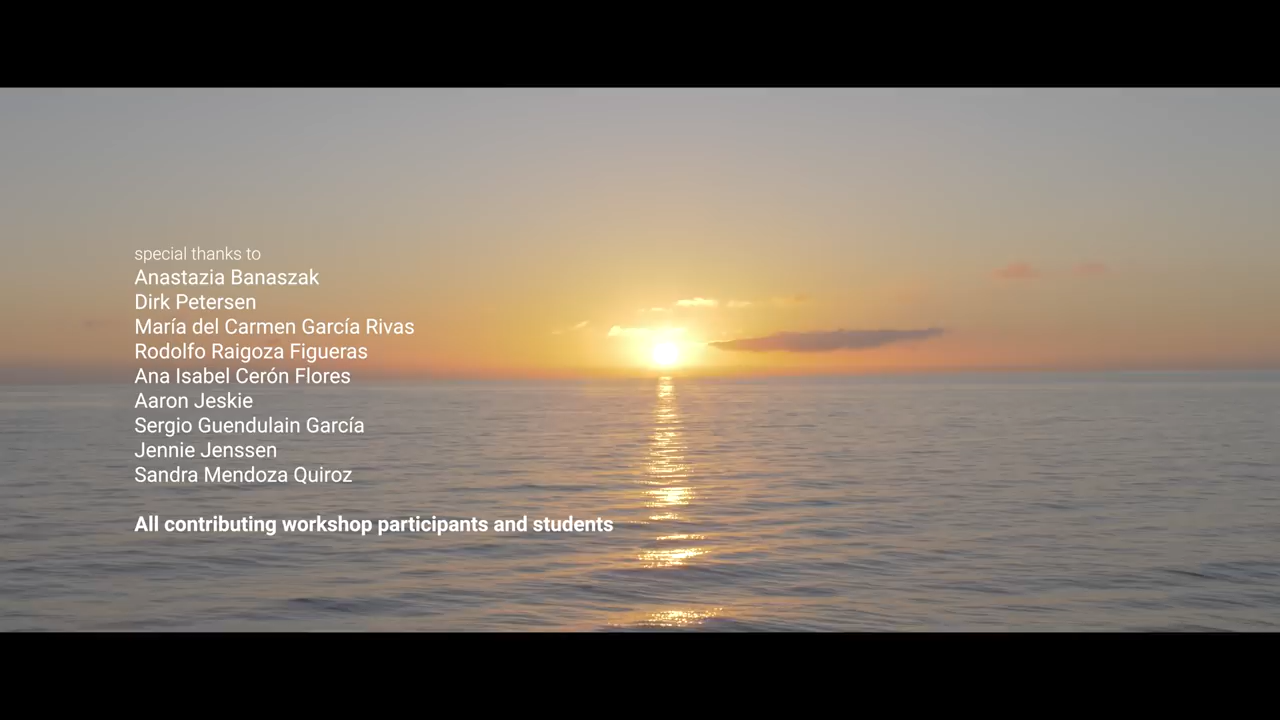 special thanks to
Anastazia Banaszak
Dirk Petersen
María del Carmen García Rivas
Rodolfo Raigoza Figueras
Ana Isabel Cerón Flores
Aaron Jeskie
Sergio Guendulain García
Jennie Jenssen
Sandra Mendoza Quiroz
All contributing workshop participants and students